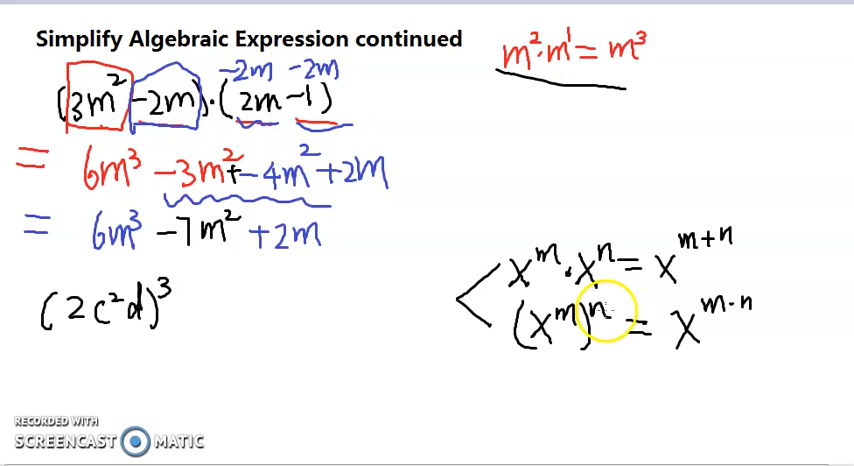 Simplify Algebraic Expression continued
m²·m¹ = m³
-2m -2m
(3m² -2m)·(2m -1)
= 6m³ -3m² + -4m² +2m
= 6m³ -7m² +2m
xᵐ·xⁿ = xᵐ⁺ⁿ
(2c²d)³
(xᵐ)ⁿ = xᵐ˙ⁿ
RECORDED WITH
SCREENCAST MATIC